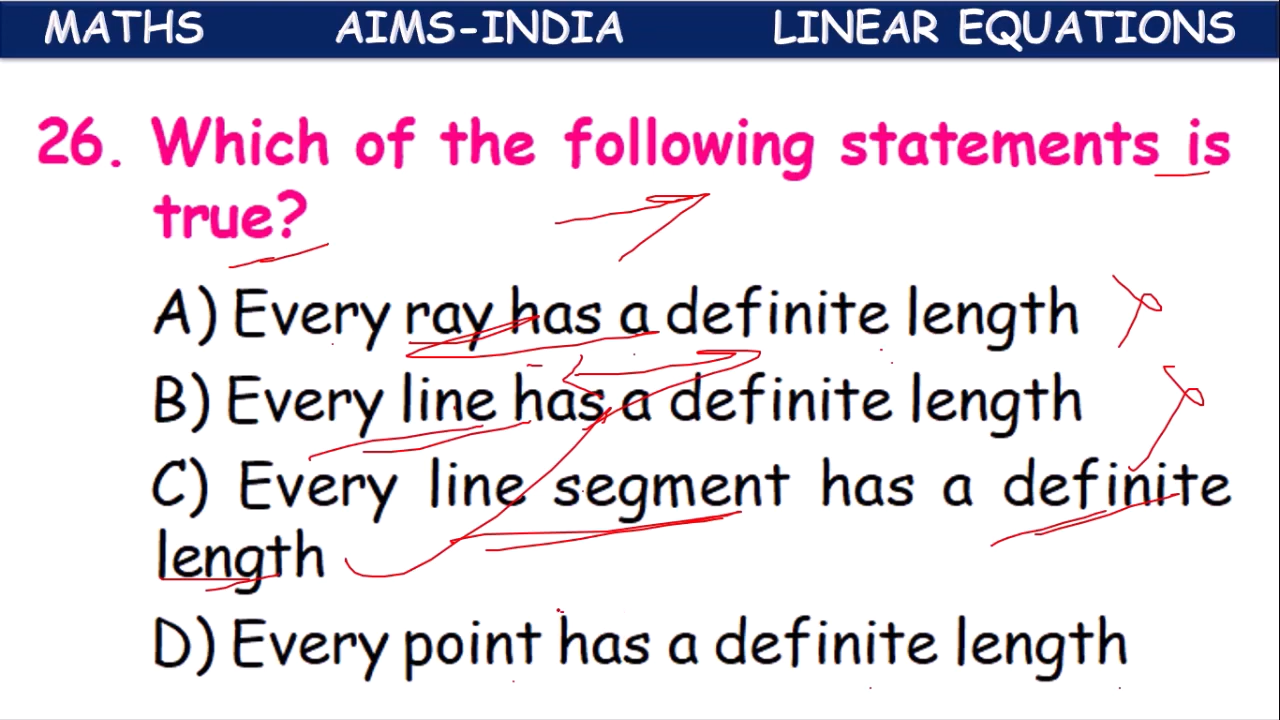 MATHS AIMS-INDIA LINEAR EQUATIONS
26. Which of the following statements is
true?
A) Every ray has a definite length
B) Every line has a definite length
C) Every line segment has a definite
length
D) Every point has a definite length